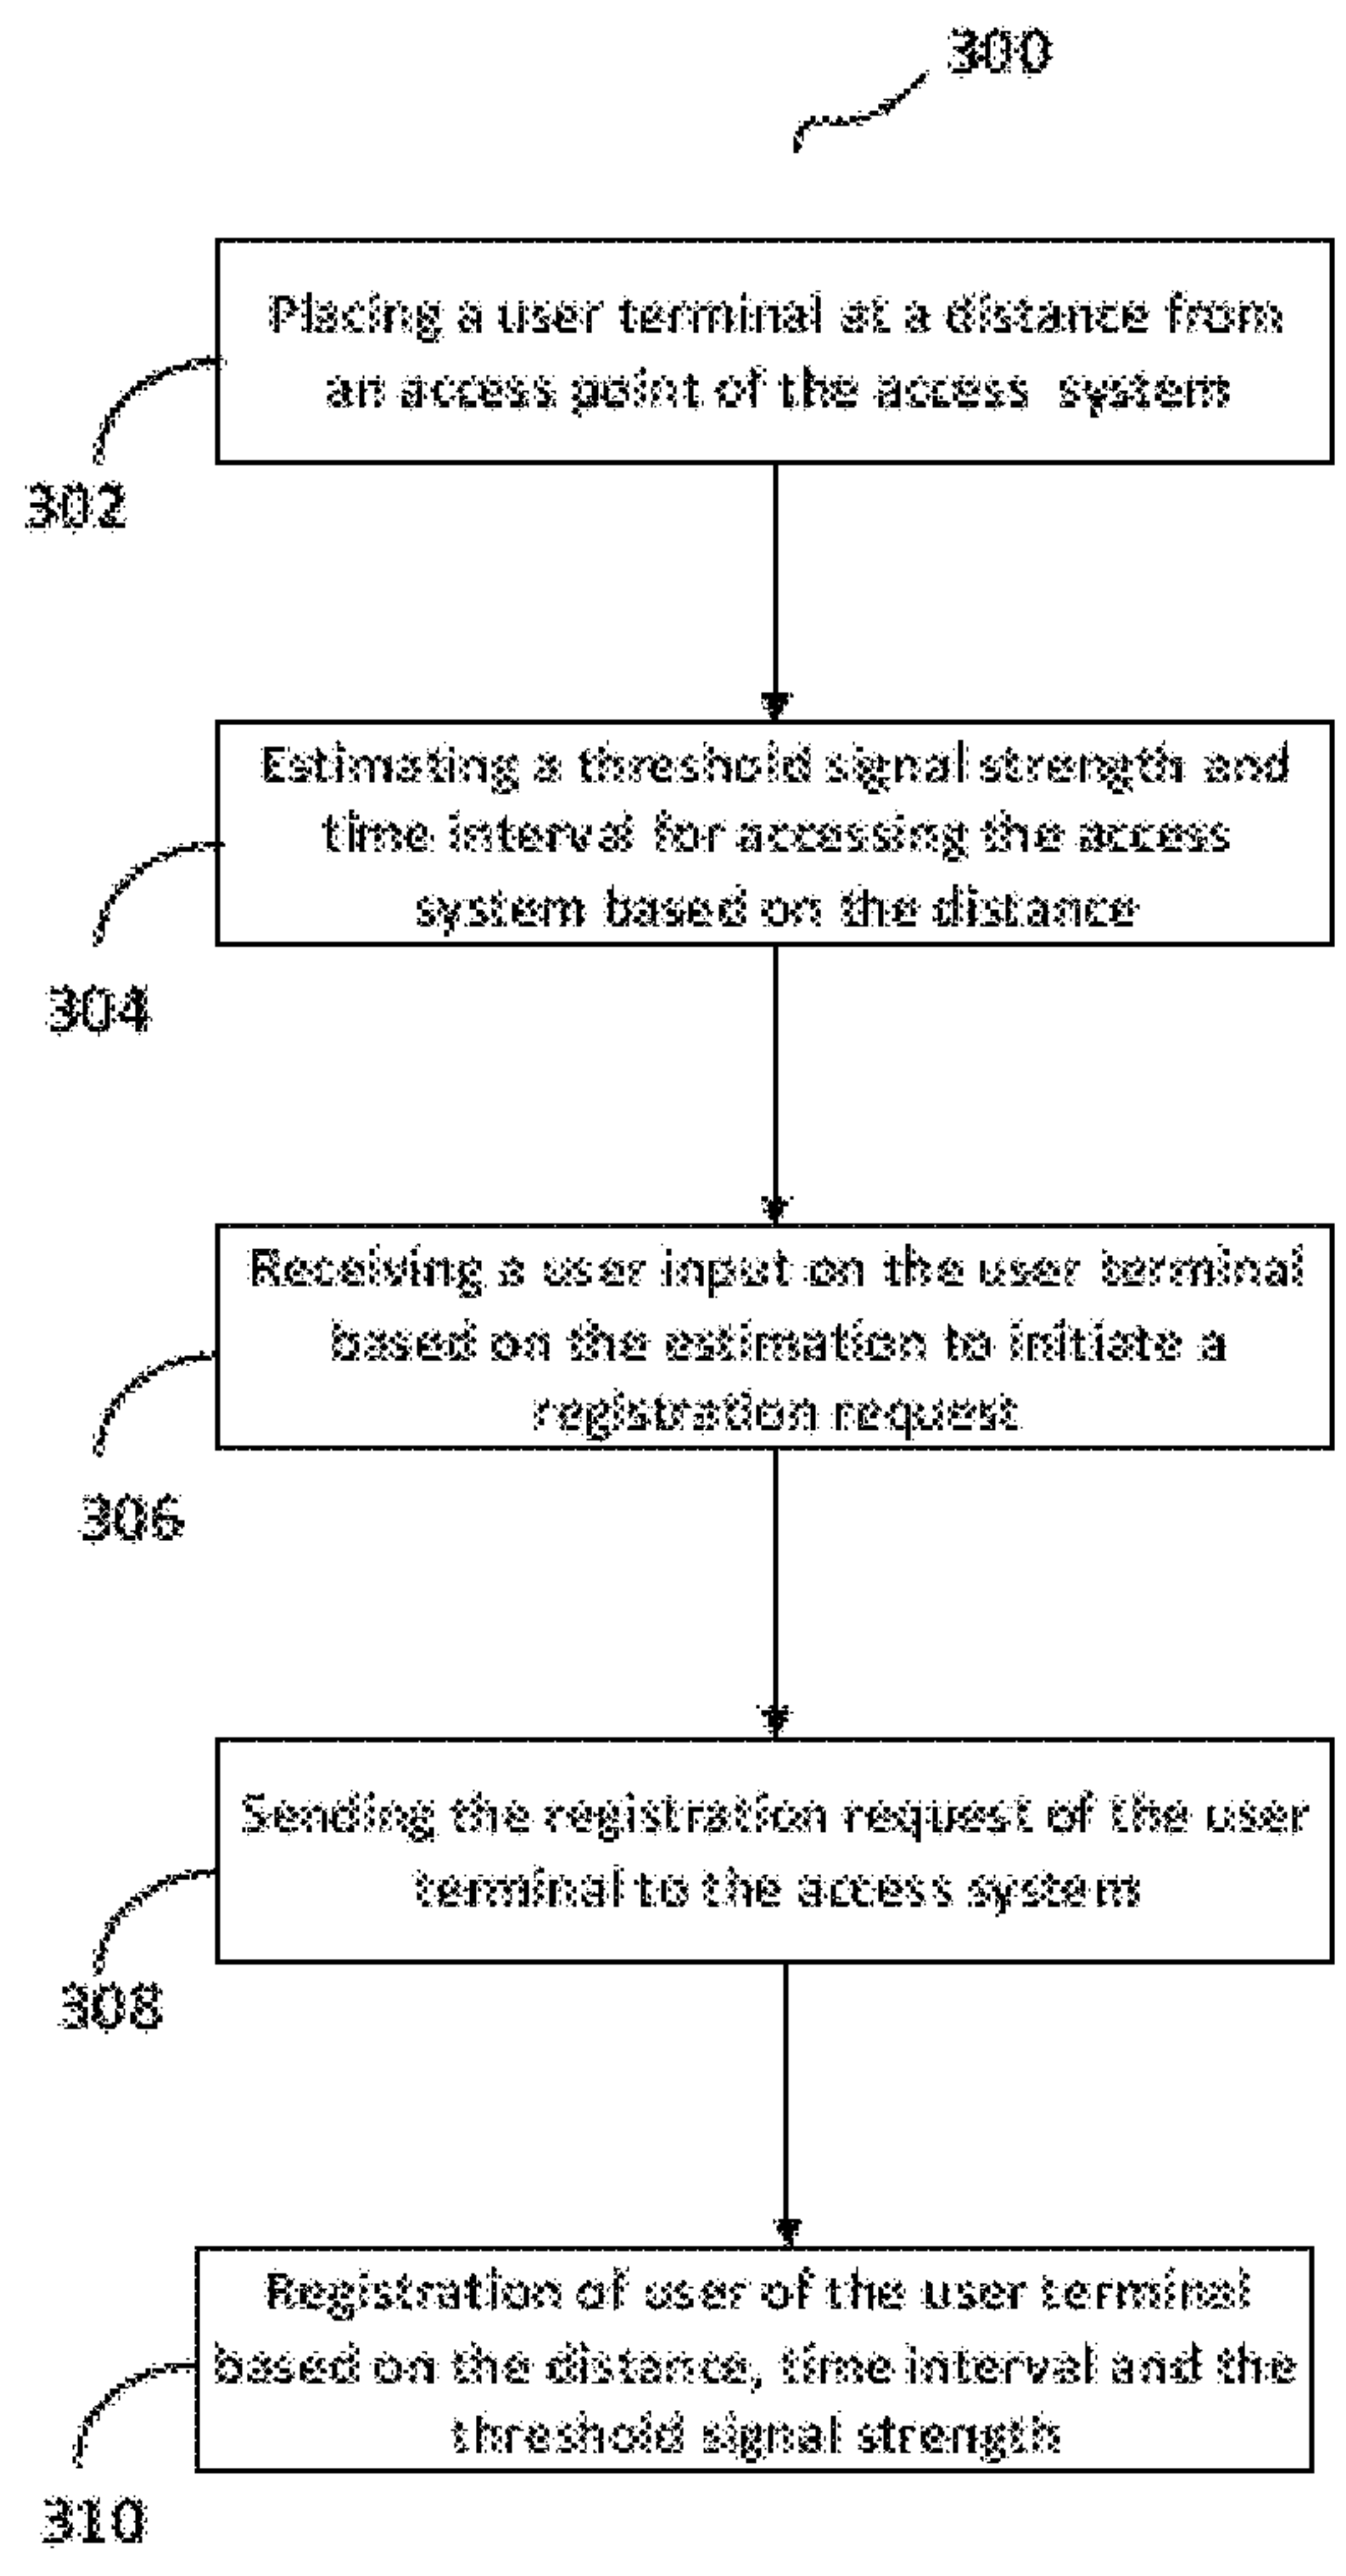 300
Placing a user terminal at a distance from
an access point of the access system
302
Estimating a threshold signal strength and
time interval for accessing the access
system based on the distance
304
Receiving a user input on the user terminal
based on the estimation to initiate a
registration request
306
Sending the registration request of the user
terminal to the access system
308
Registration of user of the user terminal
based on the distance, time interval and the
threshold signal strength
310